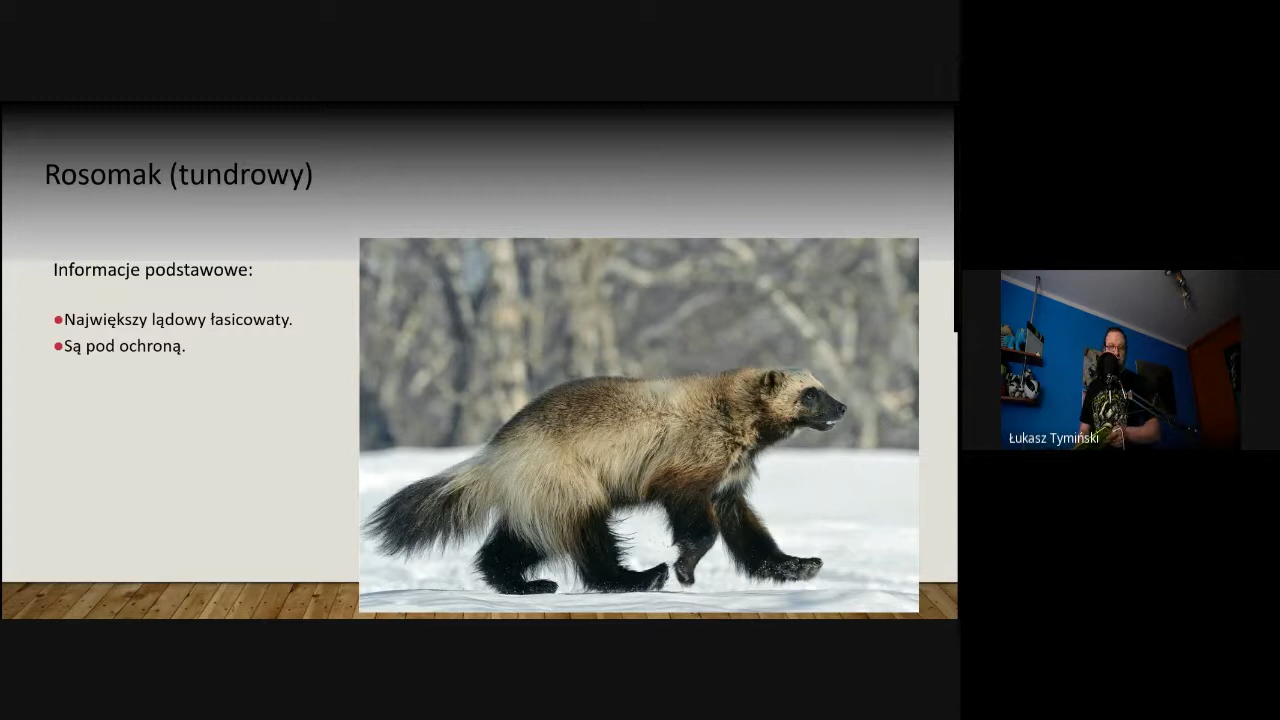 Rosomak (tundrowy)
Informacje podstawowe:
●Największy lądowy łasicowaty.
●Są pod ochroną.
Łukasz Tymiński